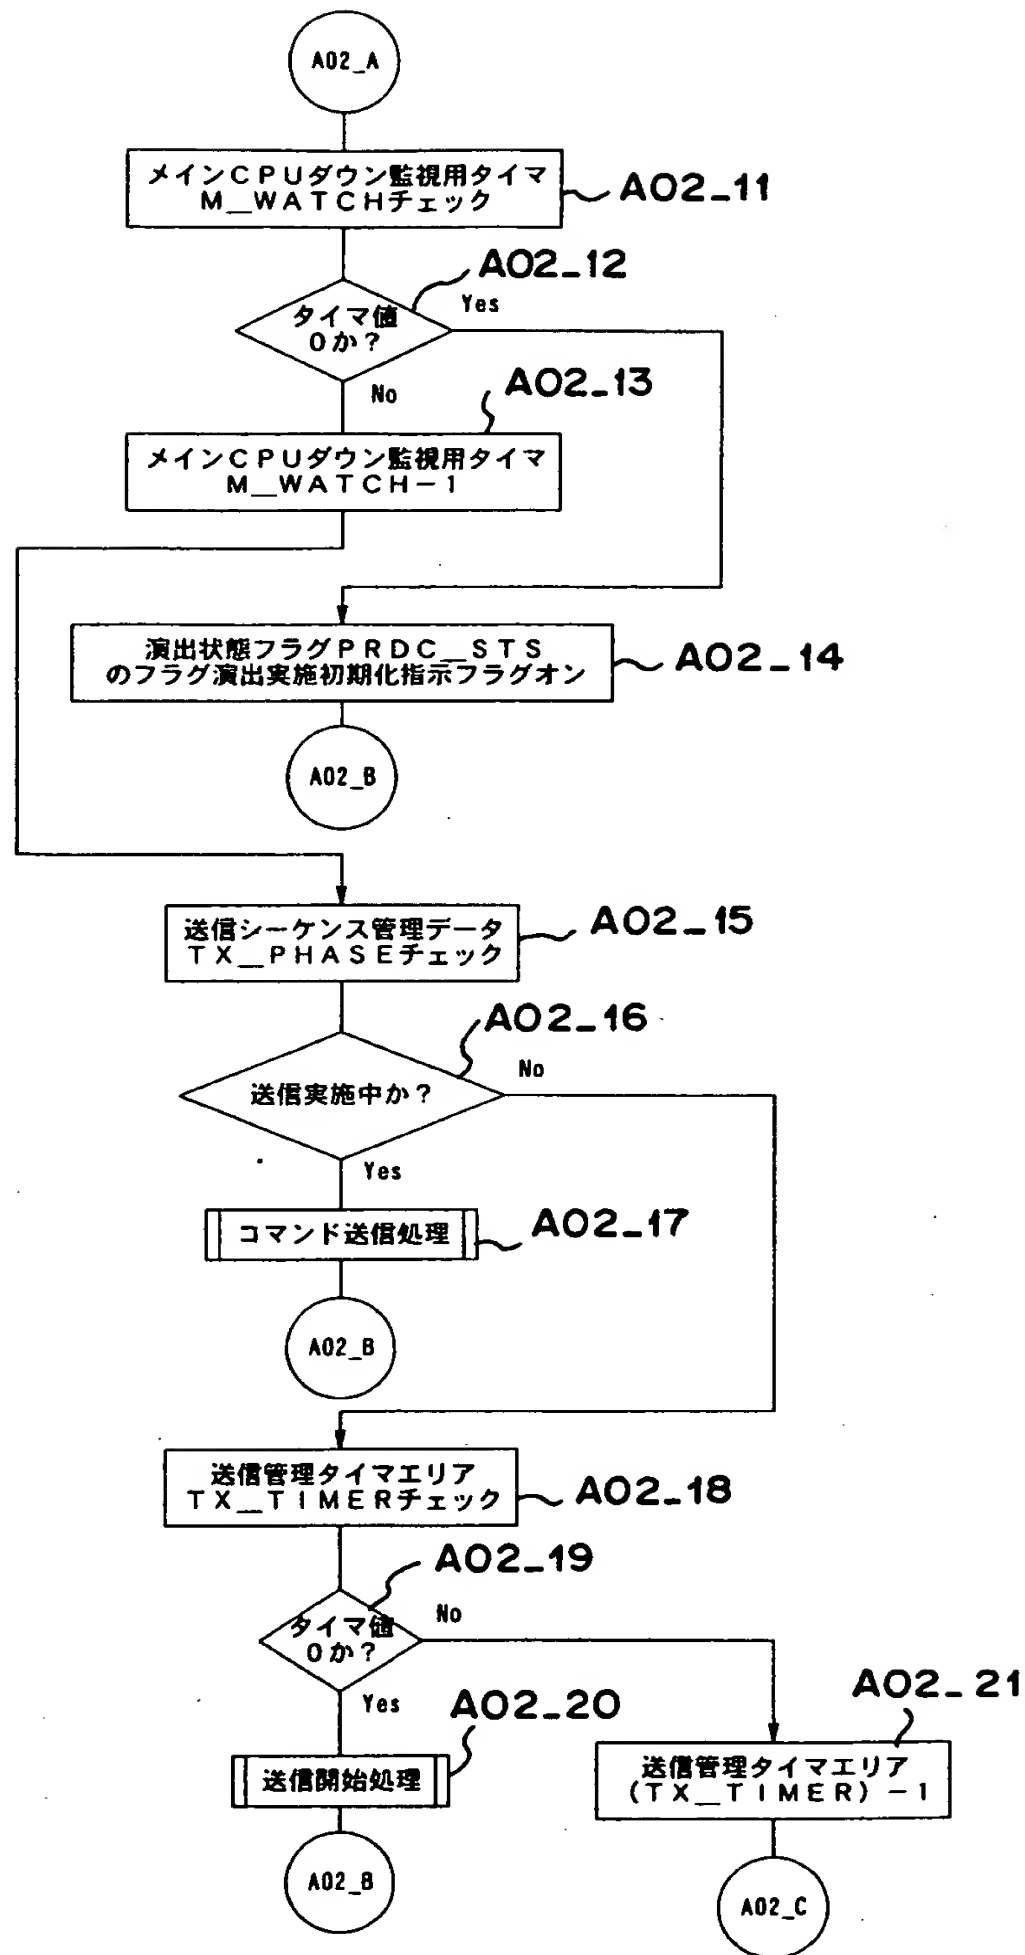 A02_A
メインCPUダウン監視用タイマ
M__WATCHチェック
A02_11
A02_12
タイマ値
0か?
Yes
No
A02_13
メインCPUダウン監視用タイマ
M__WATCH-1
演出状態フラグPRDC__STS
のフラグ演出実施初期化指示フラグオン
A02_14
A02_B
送信シーケンス管理データ
TX__PHASEチェック
A02_15
A02_16
送信実施中か?
No
Yes
コマンド送信処理
A02_17
A02_B
送信管理タイマエリア
TX__TIMERチェック
A02_18
A02_19
タイマ値
0か?
No
Yes
A02_20
送信開始処理
A02_21
送信管理タイマエリア
(TX__TIMER)-1
A02_B
A02_C